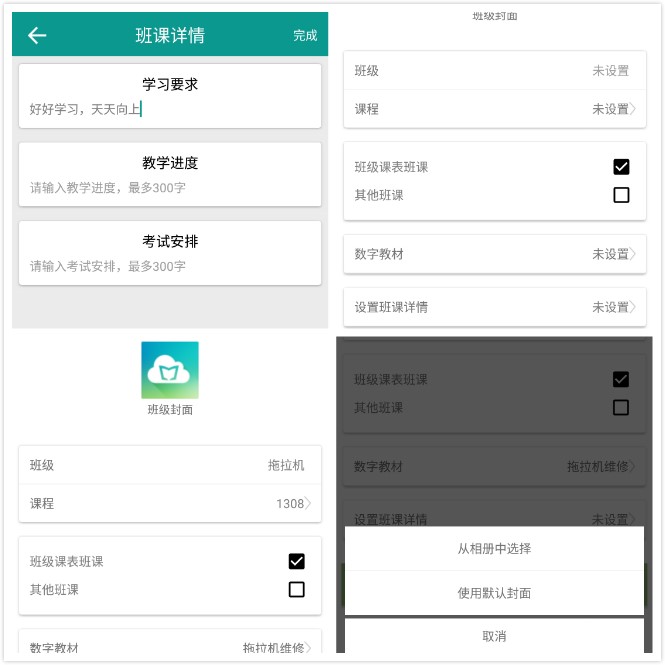 班课详情
完成
学习要求
好好学习，天天向上
教学进度
请输入教学进度，最多300字
考试安排
请输入考试安排，最多300字
班级封面
班级 未设置
课程 未设置
班级课表班课
其他班课
数字教材 未设置
设置班课详情 未设置
班级封面
班级 拖拉机
课程 1308
班级课表班课
其他班课
数字教材 拖拉机维修
班级课表班课
其他班课
数字教材 拖拉机维修
设置班课详情 未设置
从相册中选择
使用默认封面
取消